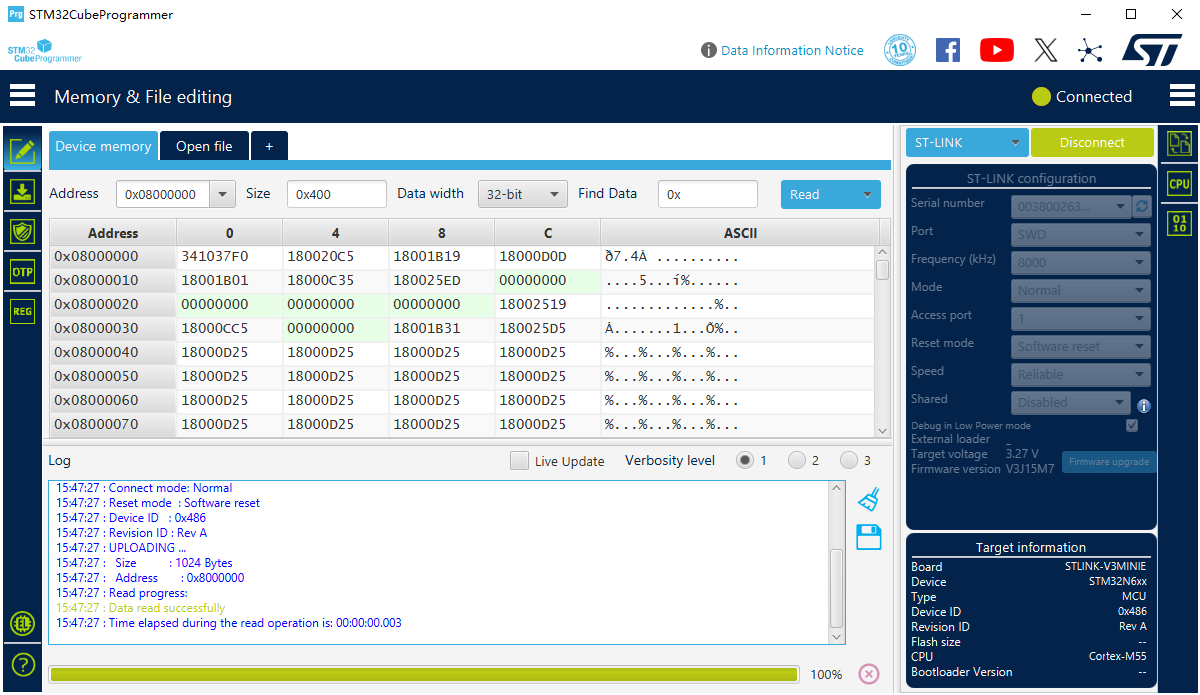 Prg STM32CubeProgrammer
STM32
CubeProgrammer
Data Information Notice
10
ST
Memory & File editing
Connected
Device memory
Open file
+
Address 0x08000000 Size 0x400 Data width 32-bit Find Data 0x Read
Address 0 4 8 C ASCII
0x08000000 341037F0 180020C5 18001B19 18000D0D ð7.4Å ..........
0x08000010 18001B01 18000C35 180025ED 00000000 ....5...í%......
0x08000020 00000000 00000000 00000000 18002519 .............%..
0x08000030 18000CC5 00000000 18001B31 180025D5 Å.......1...Õ%..
0x08000040 18000D25 18000D25 18000D25 18000D25 %...%...%...%...
0x08000050 18000D25 18000D25 18000D25 18000D25 %...%...%...%...
0x08000060 18000D25 18000D25 18000D25 18000D25 %...%...%...%...
0x08000070 18000D25 18000D25 18000D25 18000D25 %...%...%...%...
Log
Live Update Verbosity level 1 2 3
15:47:27 : Connect mode: Normal
15:47:27 : Reset mode : Software reset
15:47:27 : Device ID : 0x486
15:47:27 : Revision ID : Rev A
15:47:27 : UPLOADING ...
15:47:27 : Size : 1024 Bytes
15:47:27 : Address : 0x8000000
15:47:27 : Read progress:
15:47:27 : Data read successfully
15:47:27 : Time elapsed during the read operation is: 00:00:00.003
100%
OTP
REG
EL
?
ST-LINK
Disconnect
ST-LINK configuration
Serial number 003800263...
Port SWD
Frequency (kHz) 8000
Mode Normal
Access port 1
Reset mode Software reset
Speed Reliable
Shared Disabled
Debug in Low Power mode
External loader _
Target voltage 3.27 V
Firmware version V3J15M7
Firmware upgrade
Target information
Board STLINK-V3MINIE
Device STM32N6xx
Type MCU
Device ID 0x486
Revision ID Rev A
Flash size --
CPU Cortex-M55
Bootloader Version --
CPU
01
10